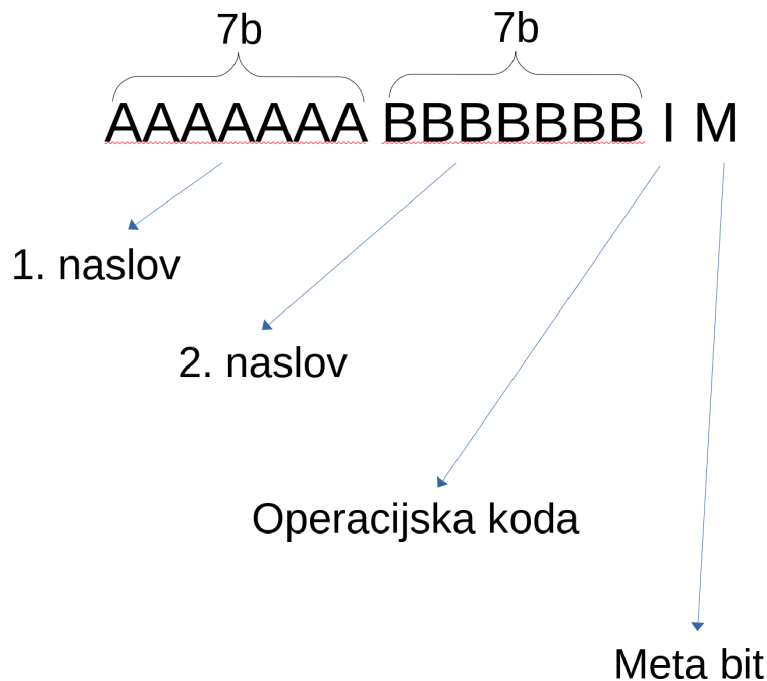 7b 7b
AAAAAAA BBBBBBB I M
1. naslov
2. naslov
Operacijska koda
Meta bit